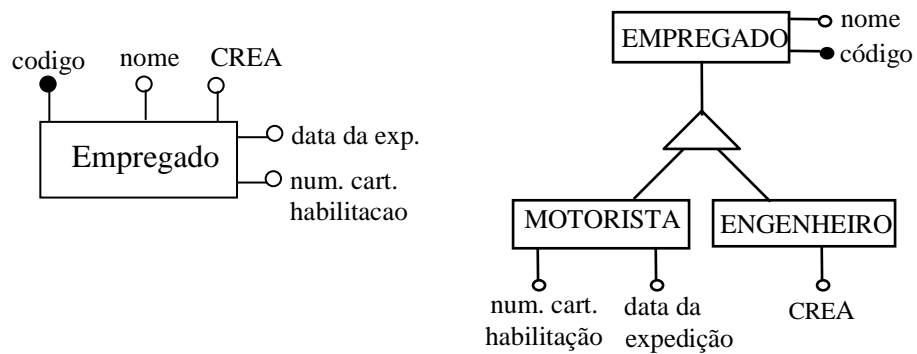 codigo
nome
CREA
Empregado
data da exp.
num. cart.
habilitacao
EMPREGADO
nome
código
MOTORISTA
ENGENHEIRO
num. cart.
habilitação
data da
expedição
CREA